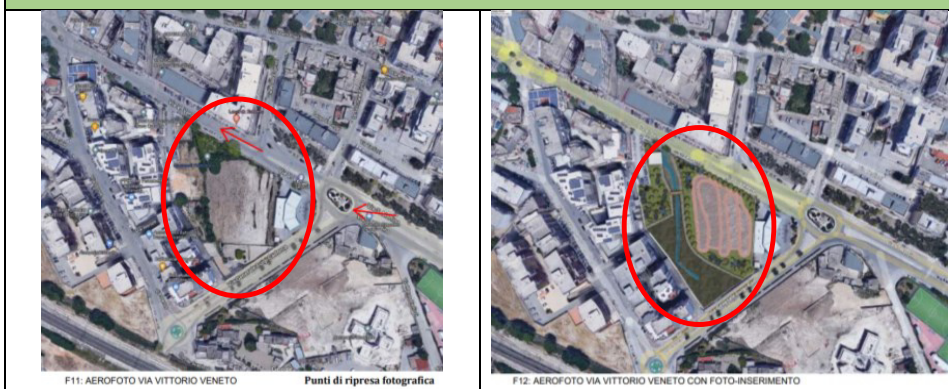 F11: AEROFOTO VIA VITTORIO VENETO
Punti di ripresa fotografica
F12: AEROFOTO VIA VITTORIO VENETO CON FOTO-INSERIMENTO